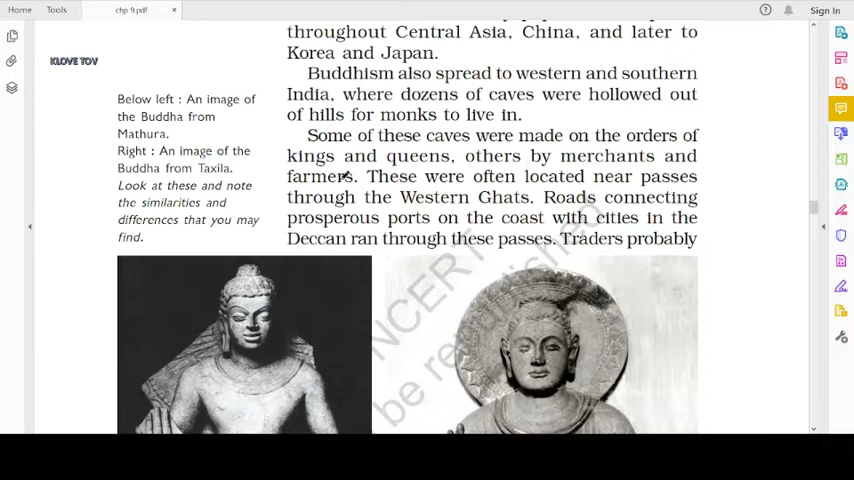 Home
Tools
chp 9.pdf
×
Sign In
KLOVE TOV
throughout Central Asia, China, and later to
Korea and Japan.
Buddhism also spread to western and southern
India, where dozens of caves were hollowed out
of hills for monks to live in.
Some of these caves were made on the orders of
kings and queens, others by merchants and
farmers. These were often located near passes
through the Western Ghats. Roads connecting
prosperous ports on the coast with cities in the
Deccan ran through these passes. Traders probably
Below left : An image of
the Buddha from
Mathura.
Right : An image of the
Buddha from Taxila.
Look at these and note
the similarities and
differences that you may
find.
NCERT
be republished